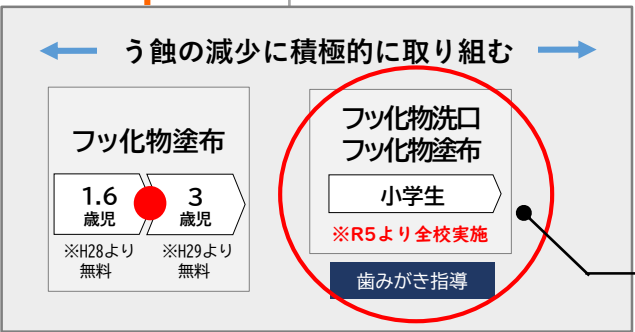 う蝕の減少に積極的に取り組む
フッ化物塗布
1.6
歳児
3
歳児
※H28より
無料
※H29より
無料
フッ化物洗口
フッ化物塗布
小学生
※R5より全校実施
歯みがき指導